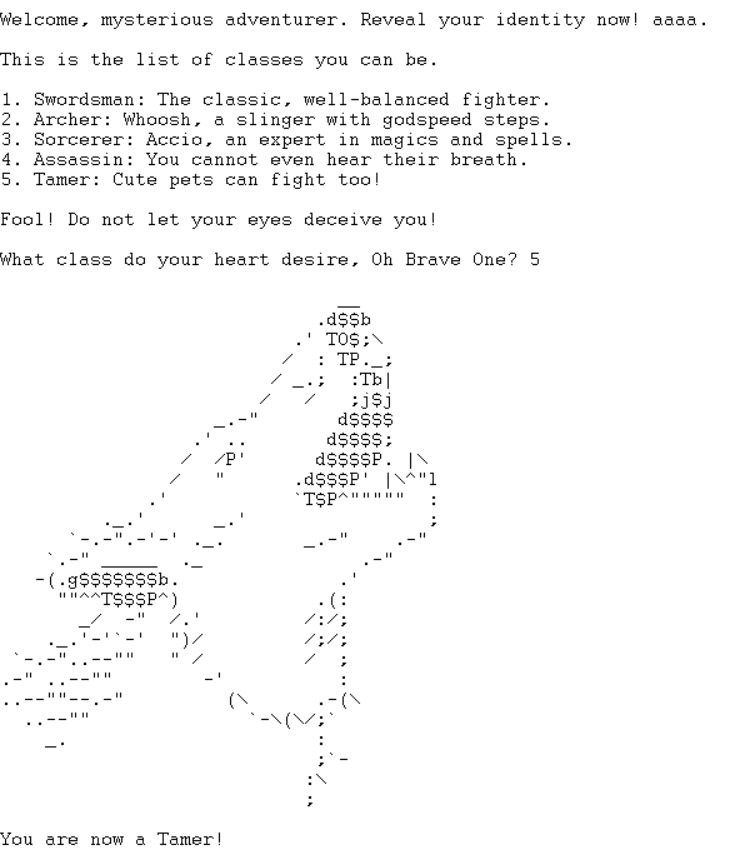 Welcome, mysterious adventurer. Reveal your identity now! aaaa.
This is the list of classes you can be.
1. Swordsman: The classic, well-balanced fighter.
2. Archer: Whoosh, a slinger with godspeed steps.
3. Sorcerer: Accio, an expert in magics and spells.
4. Assassin: You cannot even hear their breath.
5. Tamer: Cute pets can fight too!
Fool! Do not let your eyes deceive you!
What class do your heart desire, Oh Brave One? 5
You are now a Tamer!